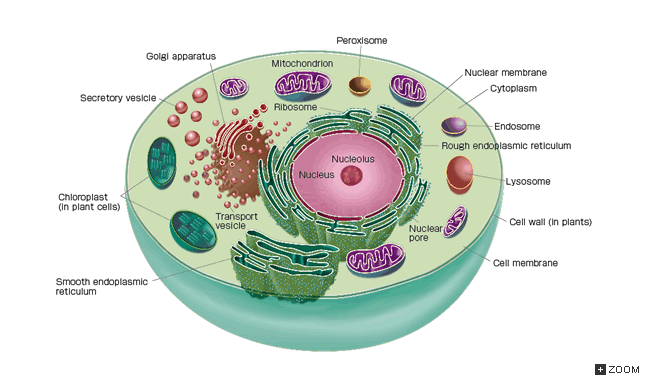 Peroxisome
Golgi apparatus
Mitochondrion
Nuclear membrane
Cytoplasm
Secretory vesicle
Ribosome
Endosome
Rough endoplasmic reticulum
Nucleolus
Nucleus
Lysosome
Chloroplast
(in plant cells)
Transport
vesicle
Cell wall (in plants)
Nuclear
pore
Cell membrane
Smooth endoplasmic
reticulum
+ ZOOM